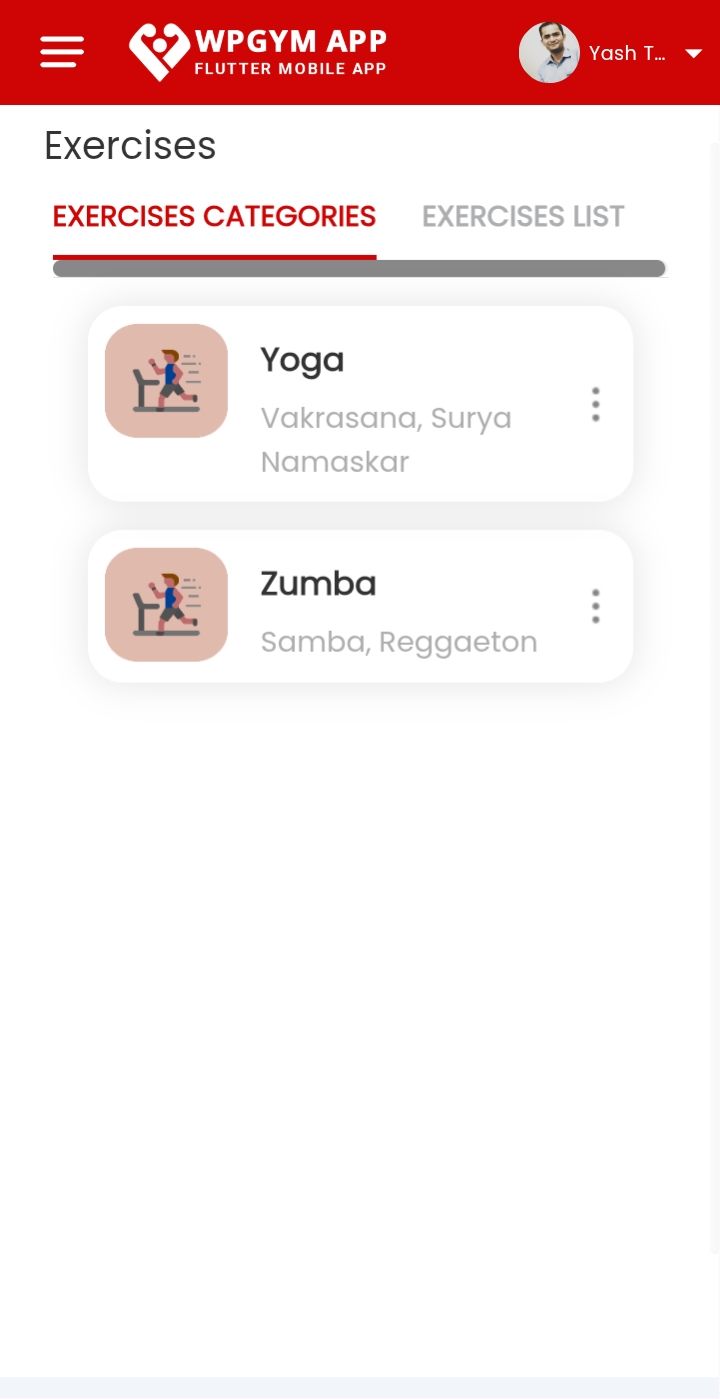 WPGYM APP
FLUTTER MOBILE APP
Yash T...
Exercises
EXERCISES CATEGORIES
EXERCISES LIST
Yoga
Vakrasana, Surya
Namaskar
Zumba
Samba, Reggaeton